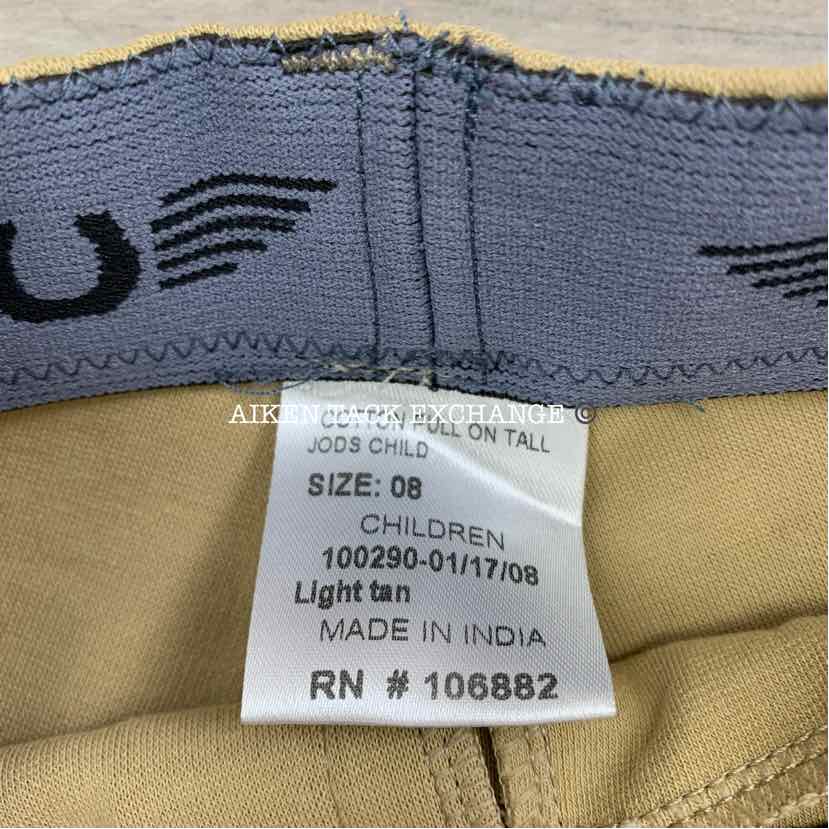 AIKEN TACK EXCHANGE ©
COTTON PULL ON TALL
JODS CHILD
SIZE: 08
CHILDREN
100290-01/17/08
Light tan
MADE IN INDIA
RN # 106882